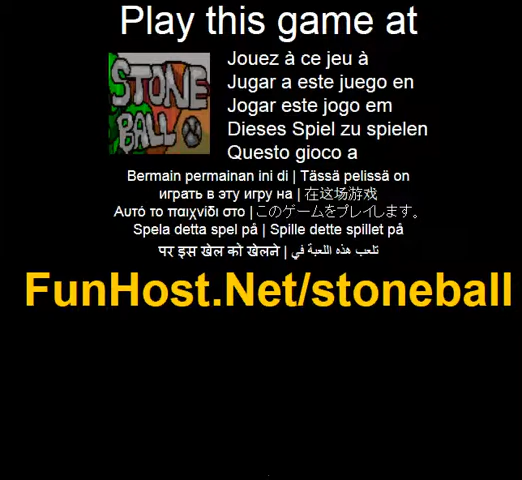 Play this game at
STONE
BALL
Jouez à ce jeu à
Jugar a este juego en
Jogar este jogo em
Dieses Spiel zu spielen
Questo gioco a
Bermain permainan ini di | Tässä pelissä on
играть в эту игру на | 在这场游戏
Αυτό το παιχνίδι στο | このゲームをプレイします。
Spela detta spel på | Spille dette spillet på
पर इस खेल को खेलने | تلعب هذه اللعبة في
FunHost.Net/stoneball